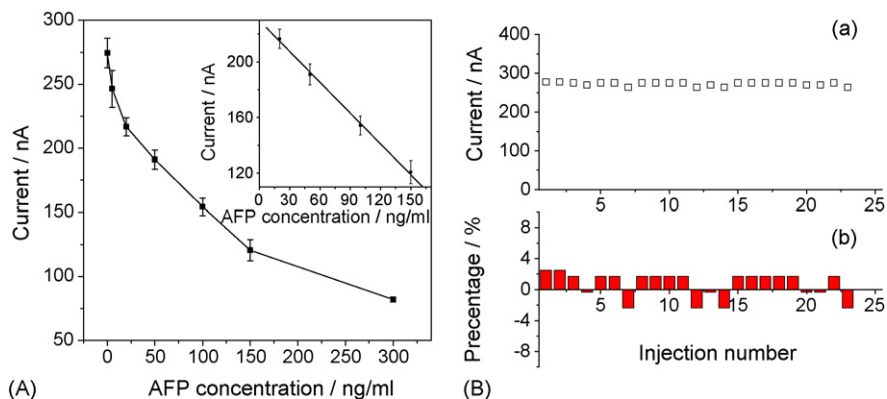 300
250
200
150
100
50
Current / nA
0 50 100 150 200 250 300
AFP concentration / ng/ml
(A)
200
160
120
Current / nA
0 30 60 90 120 150
AFP concentration / ng/ml
(a)
500
400
300
200
100
0
Current / nA
5 10 15 20 25
(b)
8
4
0
-4
-8
Precentage / %
5 10 15 20 25
Injection number
(B)